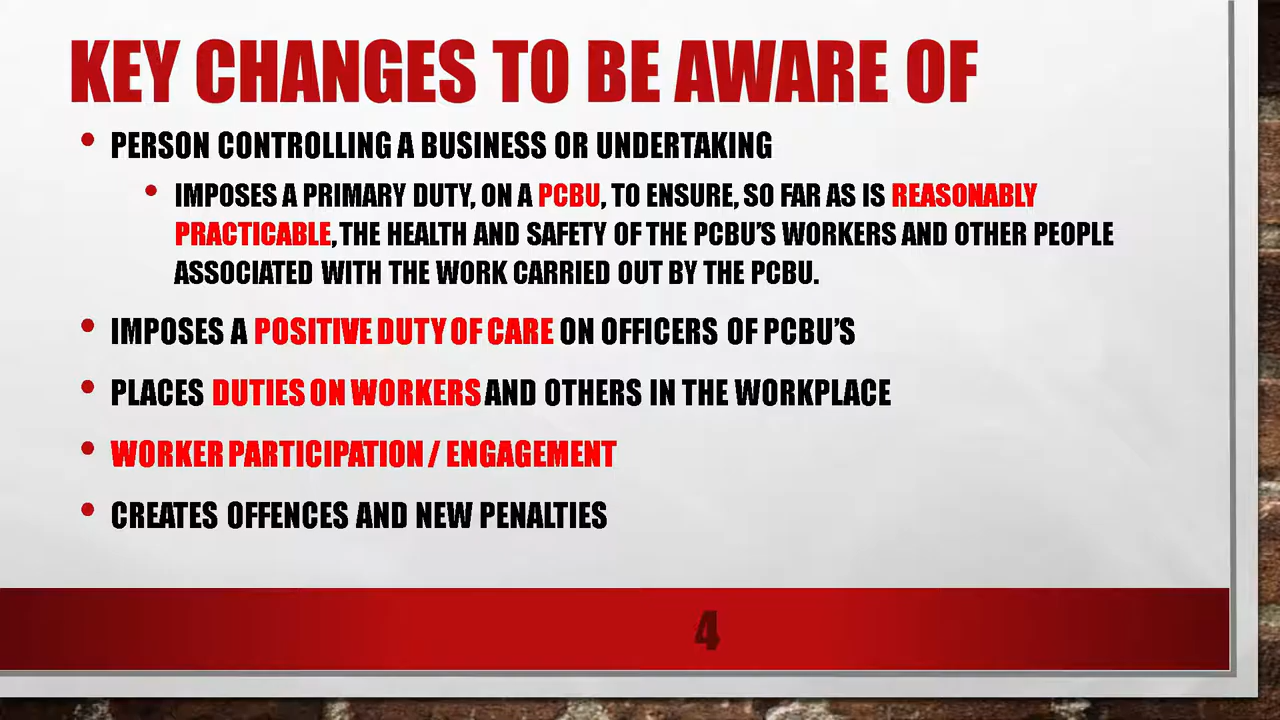 KEY CHANGES TO BE AWARE OF
PERSON CONTROLLING A BUSINESS OR UNDERTAKING
IMPOSES A PRIMARY DUTY, ON A PCBU, TO ENSURE, SO FAR AS IS REASONABLY
PRACTICABLE, THE HEALTH AND SAFETY OF THE PCBU'S WORKERS AND OTHER PEOPLE
ASSOCIATED WITH THE WORK CARRIED OUT BY THE PCBU.
IMPOSES A POSITIVE DUTY OF CARE ON OFFICERS OF PCBU'S
PLACES DUTIES ON WORKERS AND OTHERS IN THE WORKPLACE
WORKER PARTICIPATION / ENGAGEMENT
CREATES OFFENCES AND NEW PENALTIES
4